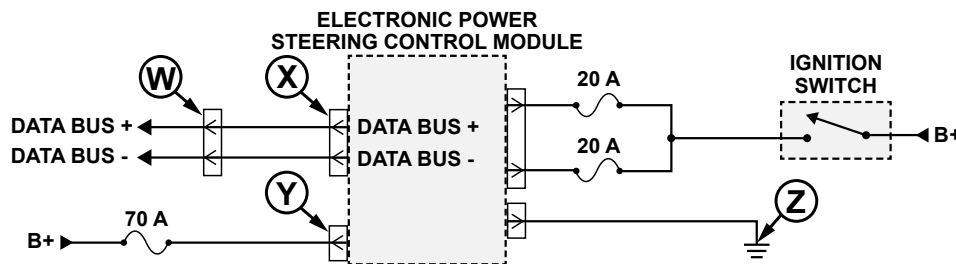 ELECTRONIC POWER
STEERING CONTROL MODULE
IGNITION
SWITCH
W
X
20 A
DATA BUS +
DATA BUS +
B+
DATA BUS -
DATA BUS -
20 A
Y
Z
70 A
B+